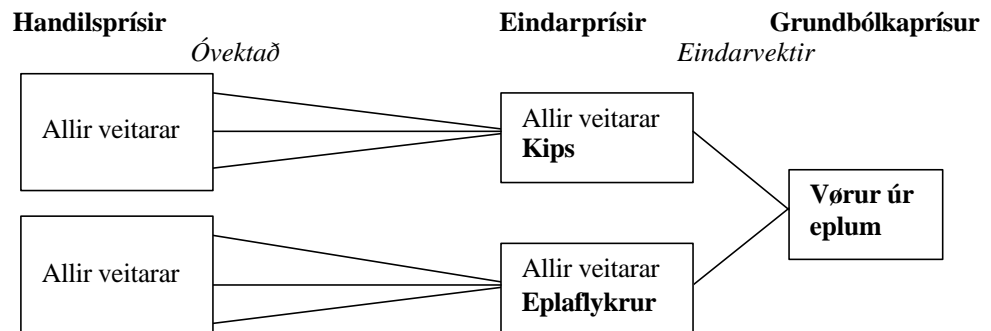 Handilsprísir Eindarprísir Grundbólkaprísur
Óvektað Eindarvektir
Allir veitarar
Allir veitarar
Kips
Vørur úr
eplum
Allir veitarar
Allir veitarar
Eplaflykrur